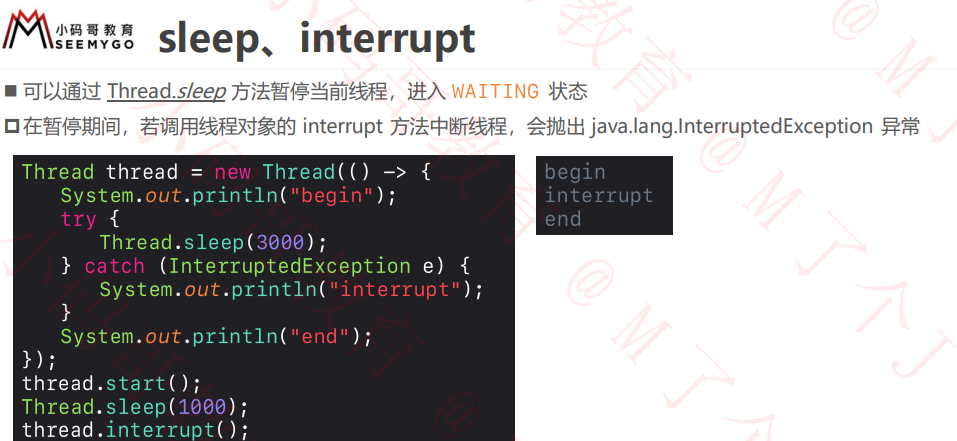 小码哥教育
SEEMYGO
sleep、interrupt
可以通过 Thread.sleep 方法暂停当前线程，进入 WAITING 状态
在暂停期间，若调用线程对象的 interrupt 方法中断线程，会抛出 java.lang.InterruptedException 异常
Thread thread = new Thread(() -> {
System.out.println("begin");
try {
Thread.sleep(3000);
} catch (InterruptedException e) {
System.out.println("interrupt");
}
System.out.println("end");
});
thread.start();
Thread.sleep(1000);
thread.interrupt();
begin
interrupt
end
@M了个J